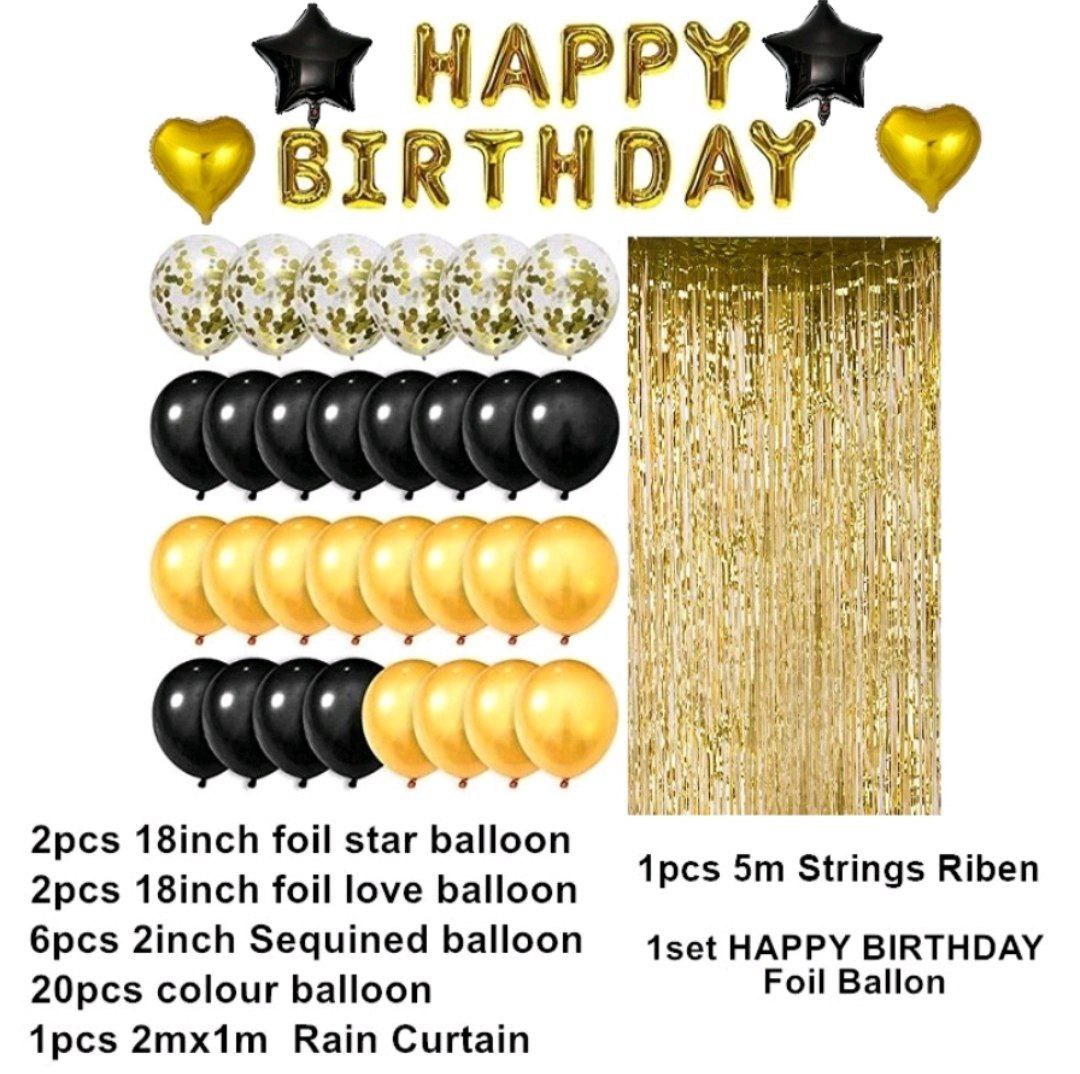 HAPPY
BIRTHDAY
2pcs 18inch foil star balloon
2pcs 18inch foil love balloon
6pcs 2inch Sequined balloon
20pcs colour balloon
1pcs 2mx1m Rain Curtain
1pcs 5m Strings Riben
1set HAPPY BIRTHDAY
Foil Ballon